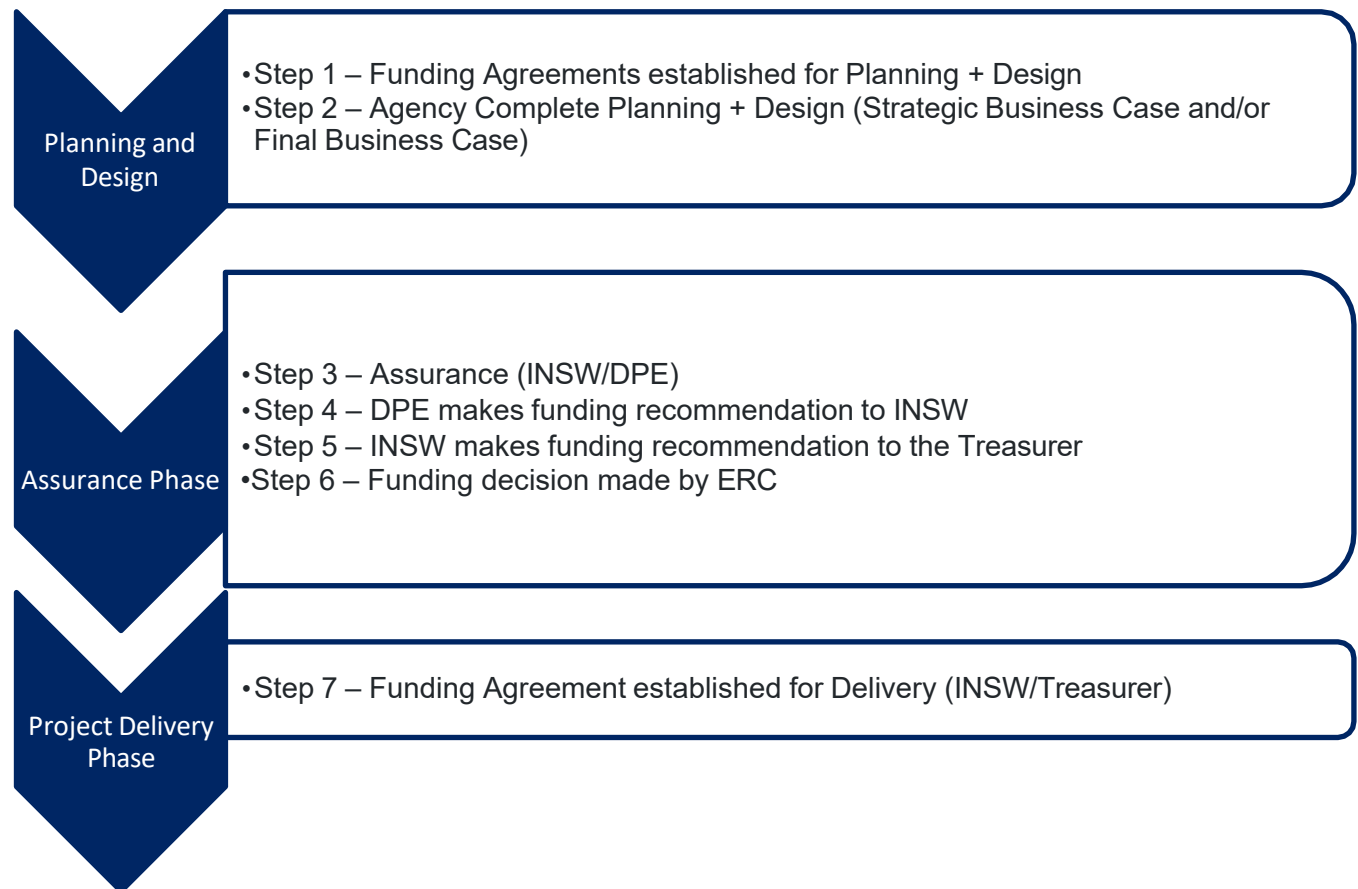 Planning and
Design
•Step 1 – Funding Agreements established for Planning + Design
•Step 2 – Agency Complete Planning + Design (Strategic Business Case and/or
Final Business Case)
Assurance Phase
•Step 3 – Assurance (INSW/DPE)
•Step 4 – DPE makes funding recommendation to INSW
•Step 5 – INSW makes funding recommendation to the Treasurer
•Step 6 – Funding decision made by ERC
Project Delivery
Phase
•Step 7 – Funding Agreement established for Delivery (INSW/Treasurer)